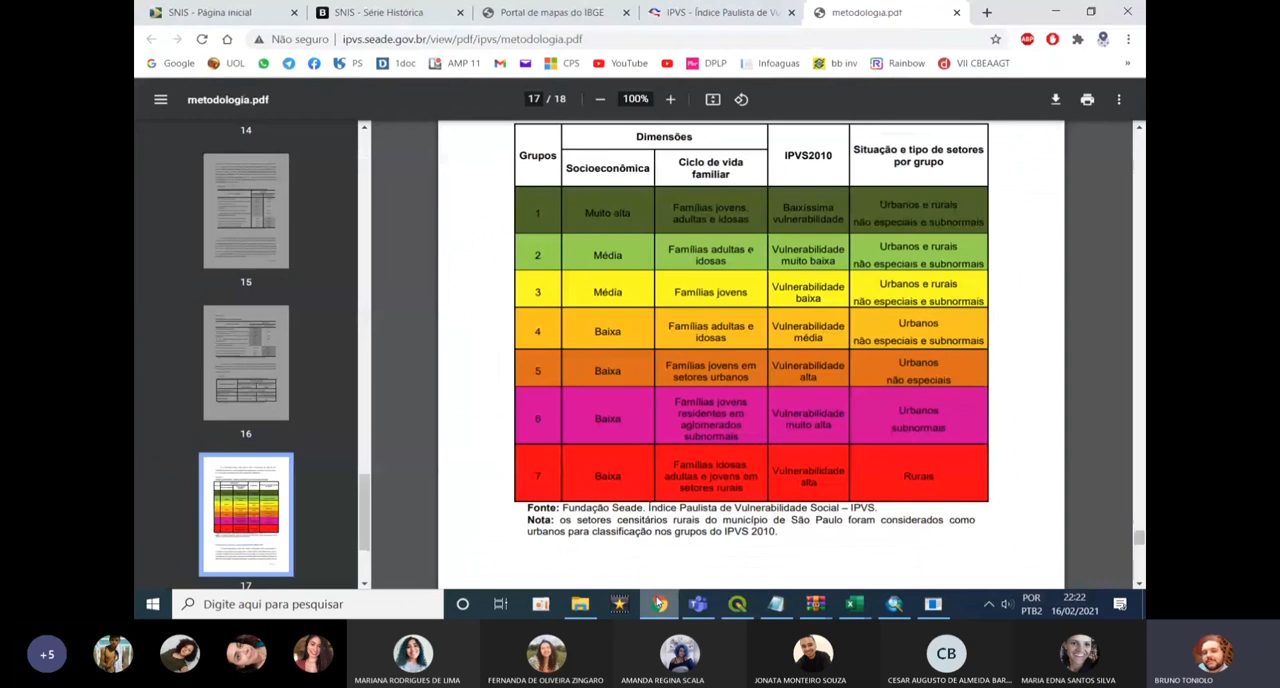 SNIS - Página inicial
SNIS - Série Histórica
Portal de mapas do IBGE
IPVS - Índice Paulista de Vu
metodologia.pdf
Não seguro
ipvs.seade.gov.br/view/pdf/ipvs/metodologia.pdf
ABP
Google
UOL
PS
1doc
AMP 11
CPS
YouTube
DPLP
Infoaguas
bb inv
Rainbow
VII CBEAAGT
»
metodologia.pdf
17 / 18
100%
14
15
16
17
Grupos
Dimensões
IPVS2010
Situação e tipo de setores
por grupo
Socioeconômica
Ciclo de vida
familiar
1
Muito alta
Famílias jovens,
adultas e idosas
Baixíssima
vulnerabilidade
Urbanos e rurais
não especiais e subnormais
2
Média
Famílias adultas e
idosas
Vulnerabilidade
muito baixa
Urbanos e rurais
não especiais e subnormais
3
Média
Famílias jovens
Vulnerabilidade
baixa
Urbanos e rurais
não especiais e subnormais
4
Baixa
Famílias adultas e
idosas
Vulnerabilidade
média
Urbanos
não especiais e subnormais
5
Baixa
Famílias jovens em
setores urbanos
Vulnerabilidade
alta
Urbanos
não especiais
6
Baixa
Famílias jovens
residentes em
aglomerados
subnormais
Vulnerabilidade
muito alta
Urbanos
subnormais
7
Baixa
Famílias idosas
adultas e jovens em
setores rurais
Vulnerabilidade
alta
Rurais
Fonte: Fundação Seade. Índice Paulista de Vulnerabilidade Social – IPVS.
Nota: os setores censitários rurais do município de São Paulo foram considerados como
urbanos para classificação nos grupos do IPVS 2010.
Digite aqui para pesquisar
POR
PTB2
22:22
16/02/2021
+5
MARIANA RODRIGUES DE LIMA
FERNANDA DE OLIVEIRA ZINGARO
AMANDA REGINA SCALA
JONATA MONTEIRO SOUZA
CB
CESAR AUGUSTO DE ALMEIDA BAR...
MARIA EDNA SANTOS SILVA
BRUNO TONIOLO